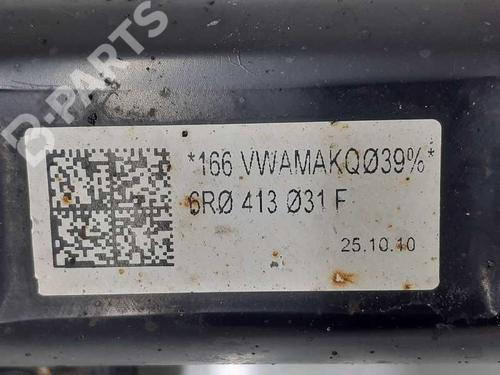 B-PARTS
*166 VWAMAKQØ39%*
6RØ 413 Ø31 F
25.10.10